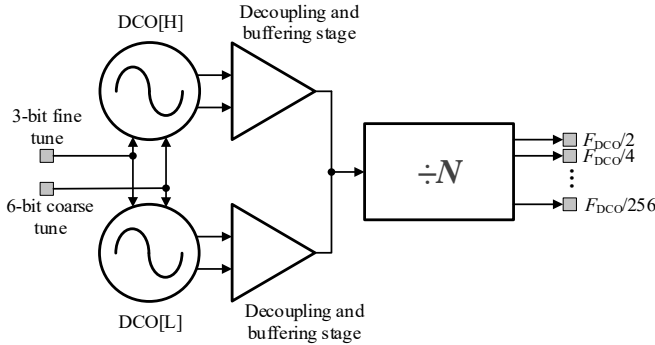 DCO[H]
Decoupling and
buffering stage
3-bit fine
tune
6-bit coarse
tune
÷N
F_DCO/2
F_DCO/4
⋮
F_DCO/256
DCO[L]
Decoupling and
buffering stage